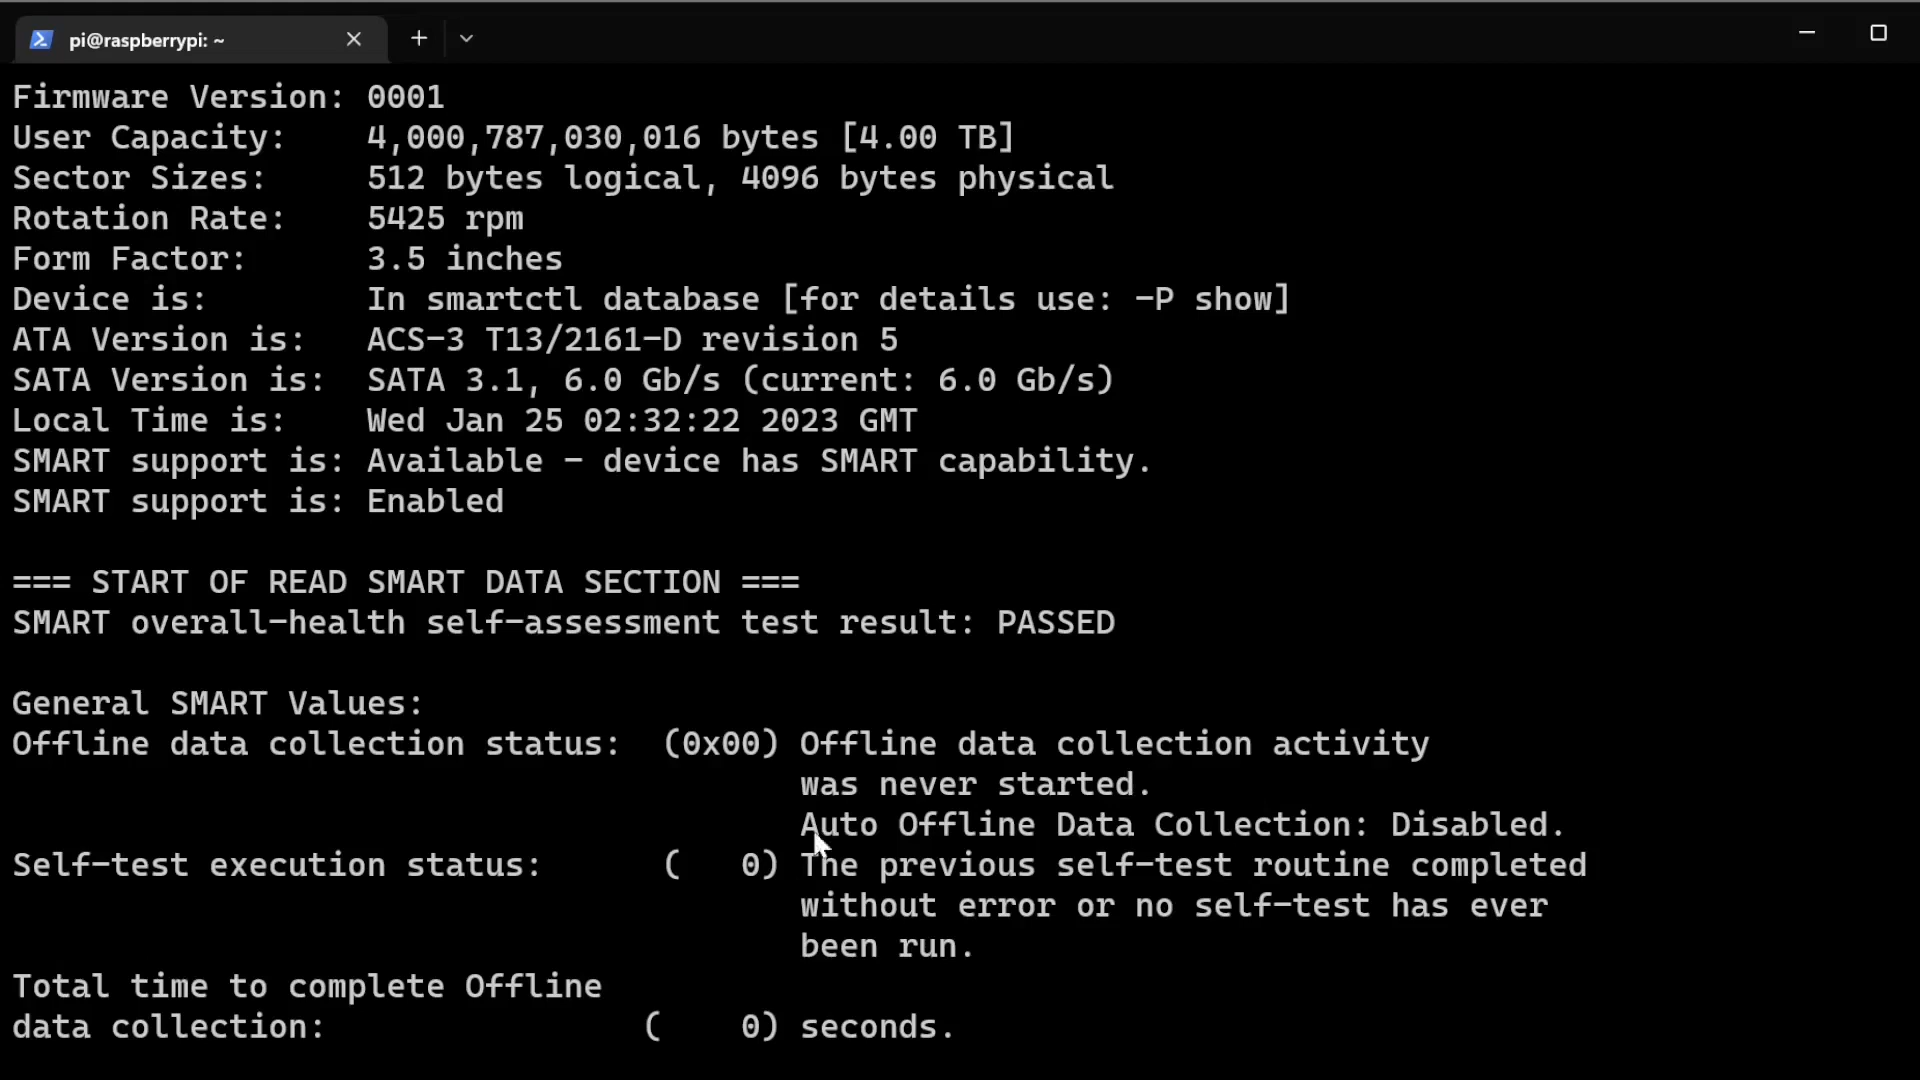 pi@raspberrypi: ~
Firmware Version: 0001
User Capacity:    4,000,787,030,016 bytes [4.00 TB]
Sector Sizes:     512 bytes logical, 4096 bytes physical
Rotation Rate:    5425 rpm
Form Factor:      3.5 inches
Device is:        In smartctl database [for details use: -P show]
ATA Version is:   ACS-3 T13/2161-D revision 5
SATA Version is:  SATA 3.1, 6.0 Gb/s (current: 6.0 Gb/s)
Local Time is:    Wed Jan 25 02:32:22 2023 GMT
SMART support is: Available - device has SMART capability.
SMART support is: Enabled
=== START OF READ SMART DATA SECTION ===
SMART overall-health self-assessment test result: PASSED
General SMART Values:
Offline data collection status:  (0x00) Offline data collection activity
was never started.
Auto Offline Data Collection: Disabled.
Self-test execution status:      (   0) The previous self-test routine completed
without error or no self-test has ever
been run.
Total time to complete Offline
data collection:                (    0) seconds.